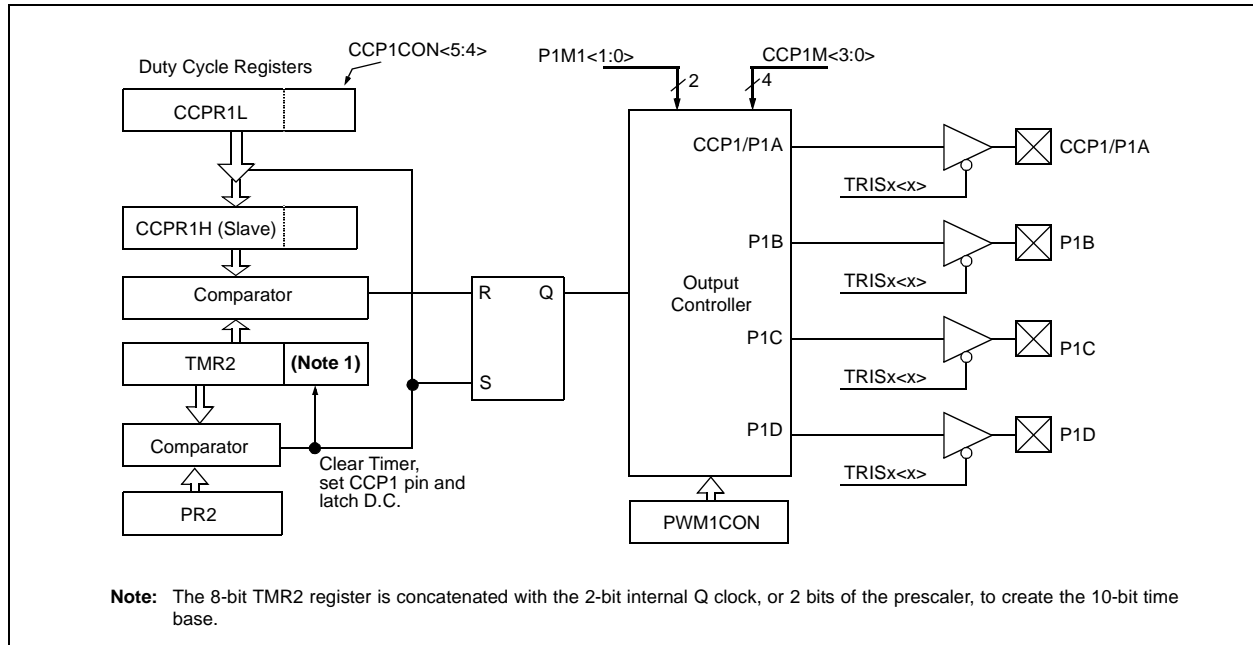 CCP1CON<5:4>
Duty Cycle Registers
CCPR1L
CCPR1H (Slave)
Comparator
TMR2
(Note 1)
Comparator
PR2
Clear Timer,
set CCP1 pin and
latch D.C.
R
Q
S
P1M1<1:0>
2
CCP1M<3:0>
4
Output
Controller
CCP1/P1A
P1B
P1C
P1D
PWM1CON
TRISx<x>
CCP1/P1A
TRISx<x>
P1B
TRISx<x>
P1C
TRISx<x>
P1D
Note: The 8-bit TMR2 register is concatenated with the 2-bit internal Q clock, or 2 bits of the prescaler, to create the 10-bit time
base.